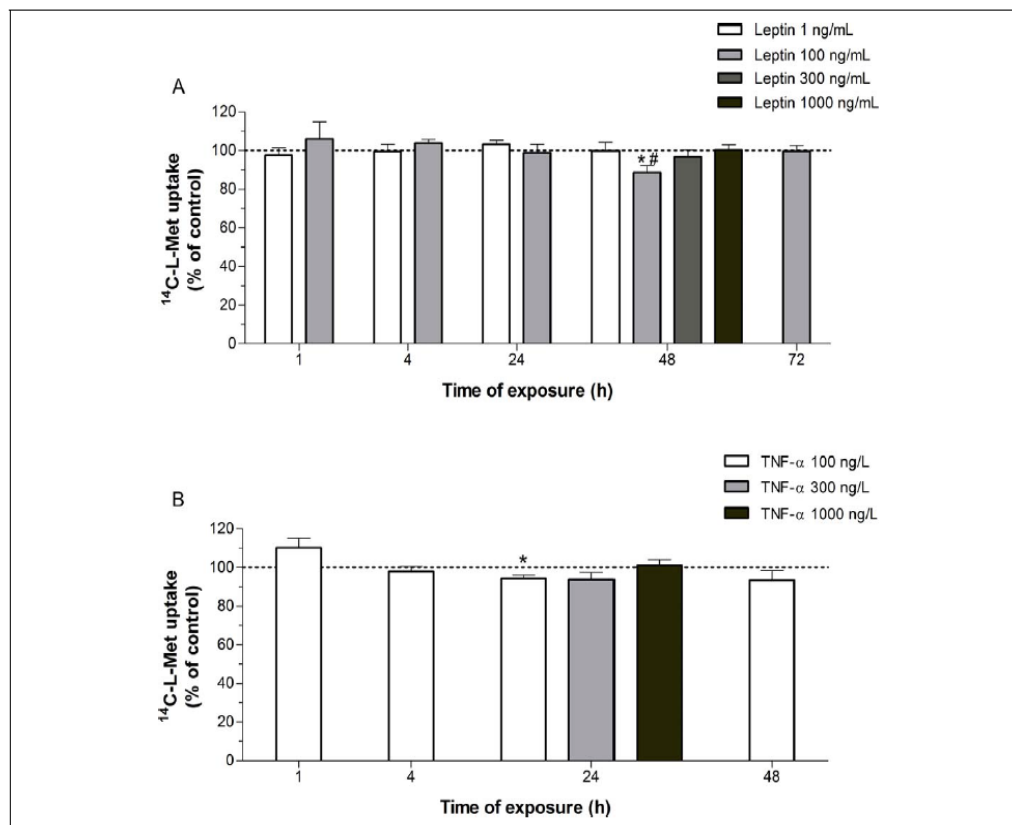 Leptin 1 ng/mL
Leptin 100 ng/mL
Leptin 300 ng/mL
Leptin 1000 ng/mL
A
120
100
80
60
40
20
0
*#
¹⁴C-L-Met uptake
(% of control)
1 4 24 48 72
Time of exposure (h)
TNF-α 100 ng/L
TNF-α 300 ng/L
TNF-α 1000 ng/L
B
120
100
80
60
40
20
0
*
¹⁴C-L-Met uptake
(% of control)
1 4 24 48
Time of exposure (h)